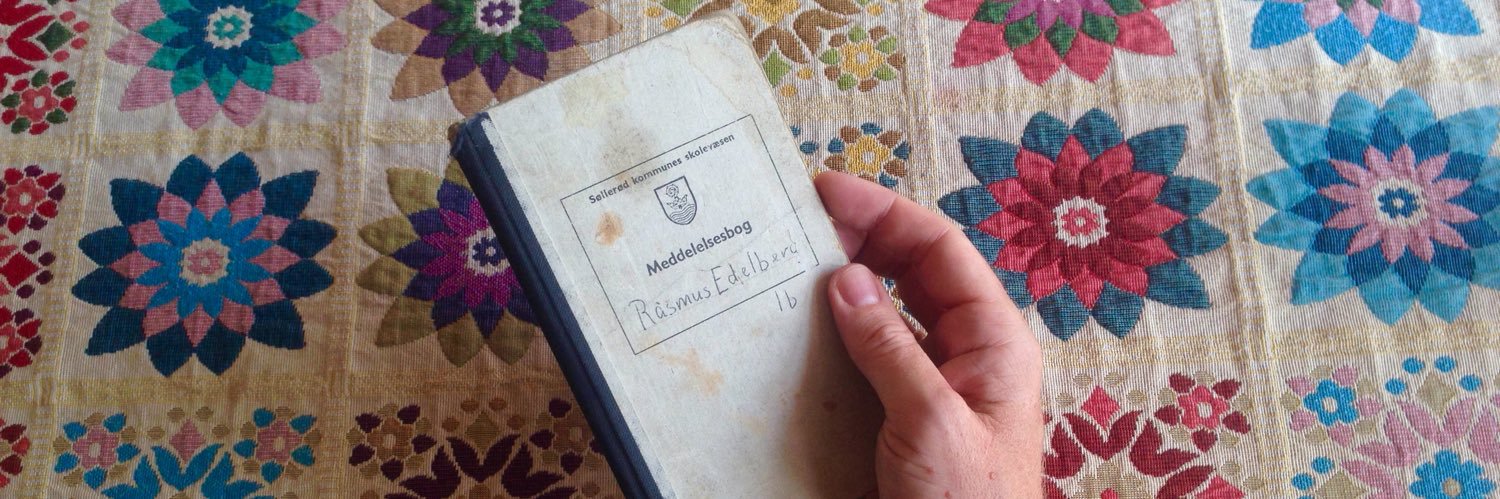 Søllerød kommunes skolevæsen
Meddelelsesbog
Rasmus Edelberg
1b